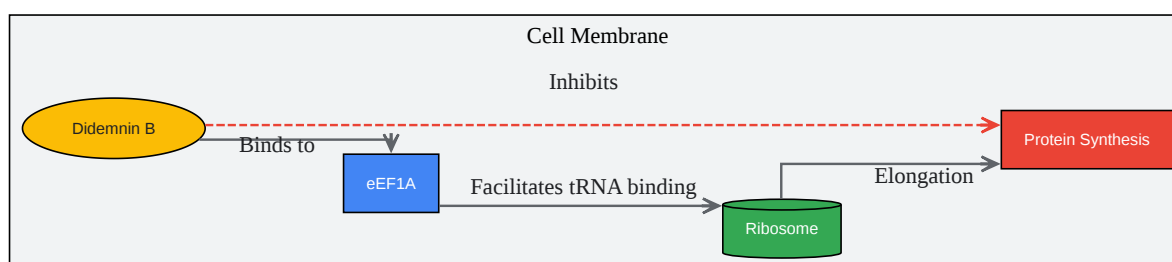 Cell Membrane
Inhibits
Didemnin B
Binds to
eEF1A
Facilitates tRNA binding
Ribosome
Elongation
Protein Synthesis